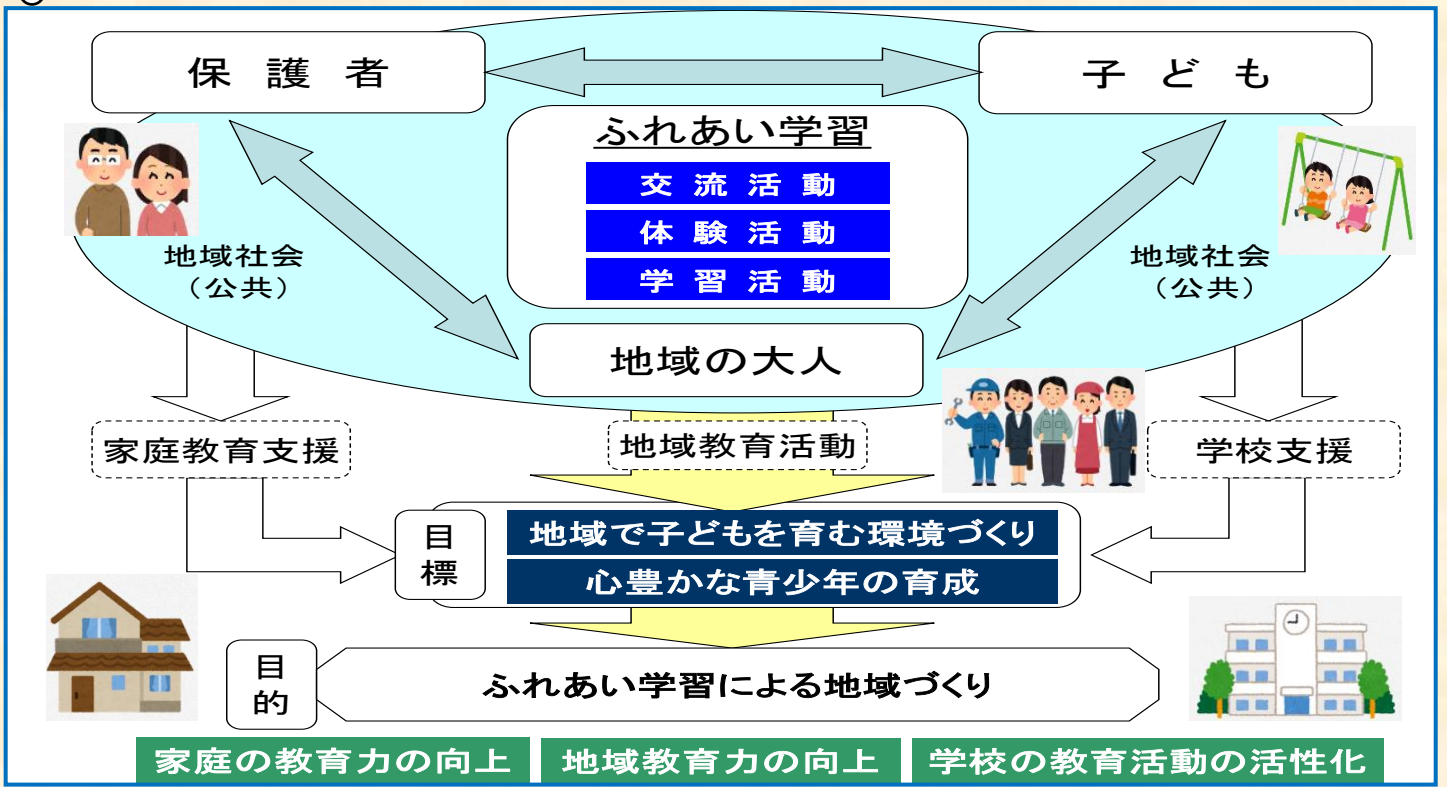 保護者
子ども
ふれあい学習
交流活動
体験活動
学習活動
地域社会
（公共）
地域社会
（公共）
地域の大人
家庭教育支援
地域教育活動
学校支援
目標
地域で子どもを育む環境づくり
心豊かな青少年の育成
目的
ふれあい学習による地域づくり
家庭の教育力の向上
地域教育力の向上
学校の教育活動の活性化